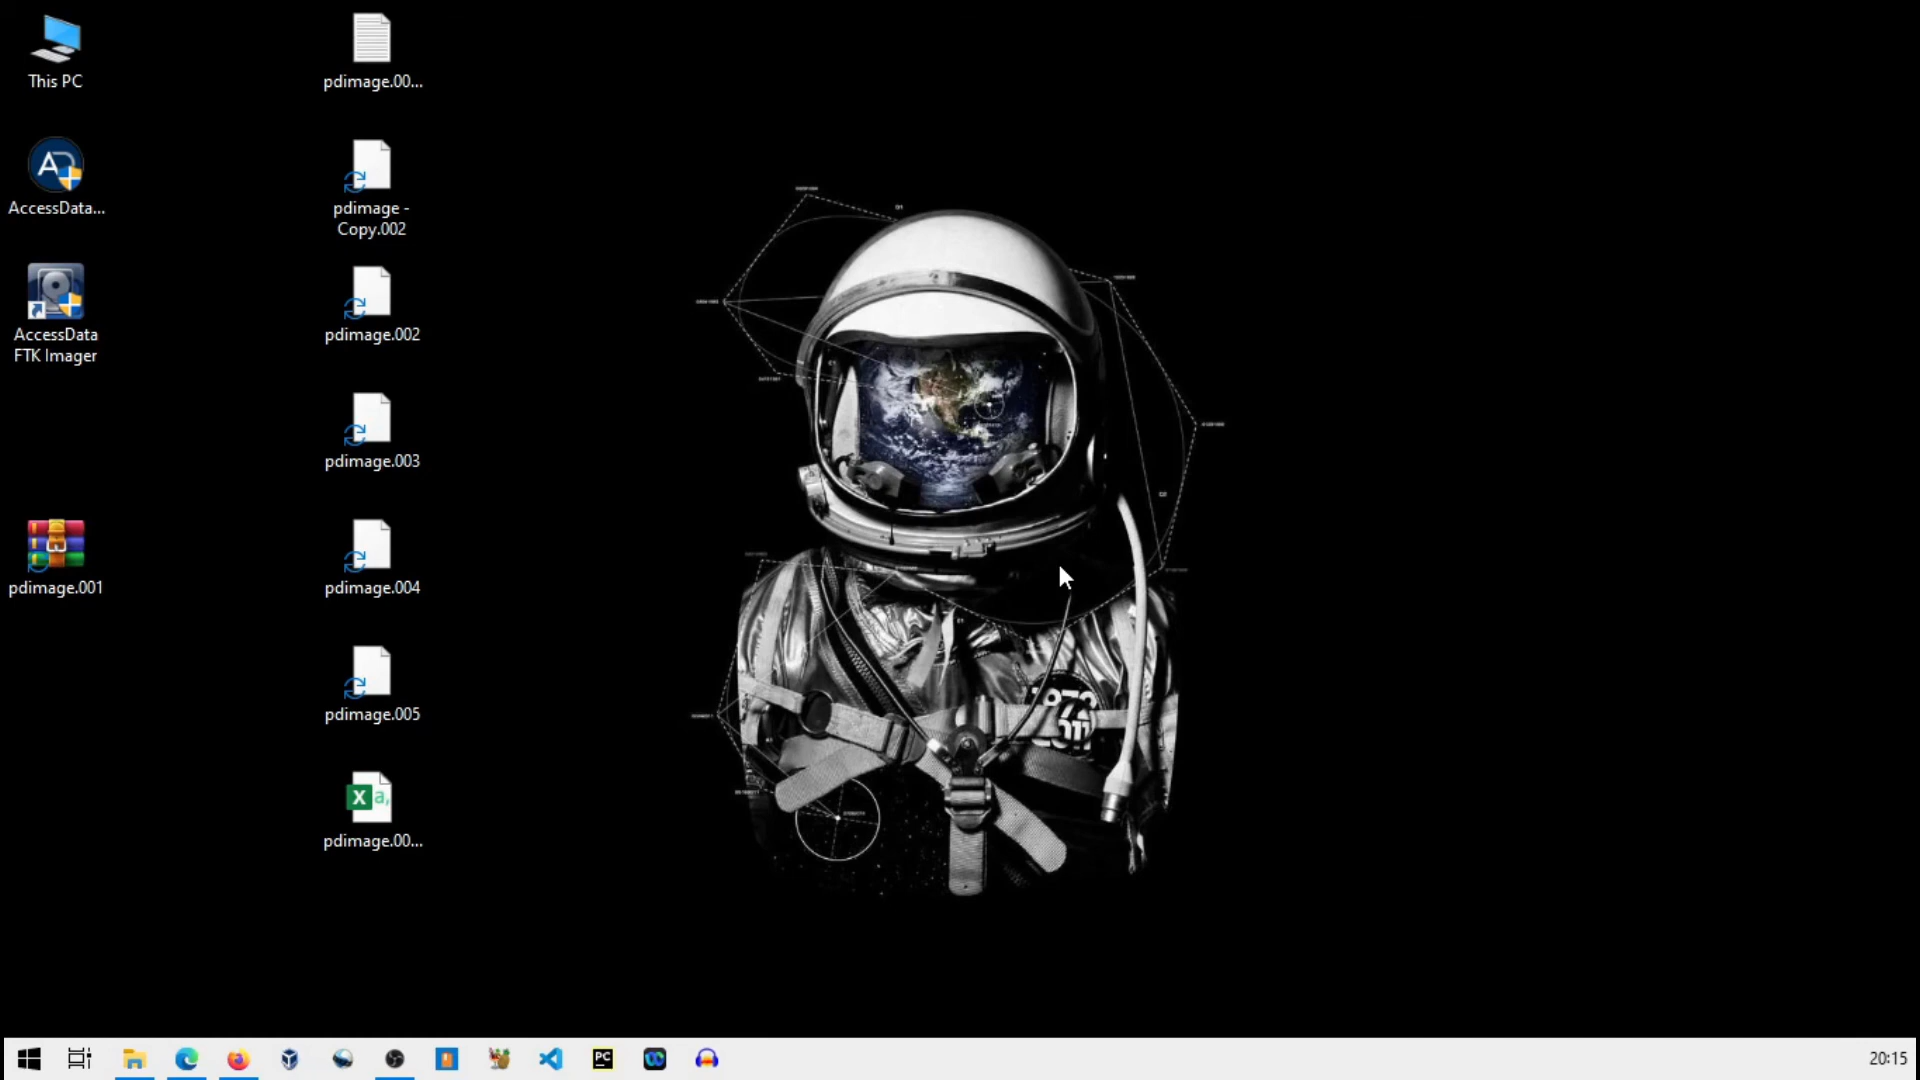 This PC
AccessData...
AccessData
FTK Imager
pdimage.001
pdimage.00...
pdimage -
Copy.002
pdimage.002
pdimage.003
pdimage.004
pdimage.005
X a,
pdimage.00...
PC
20:15